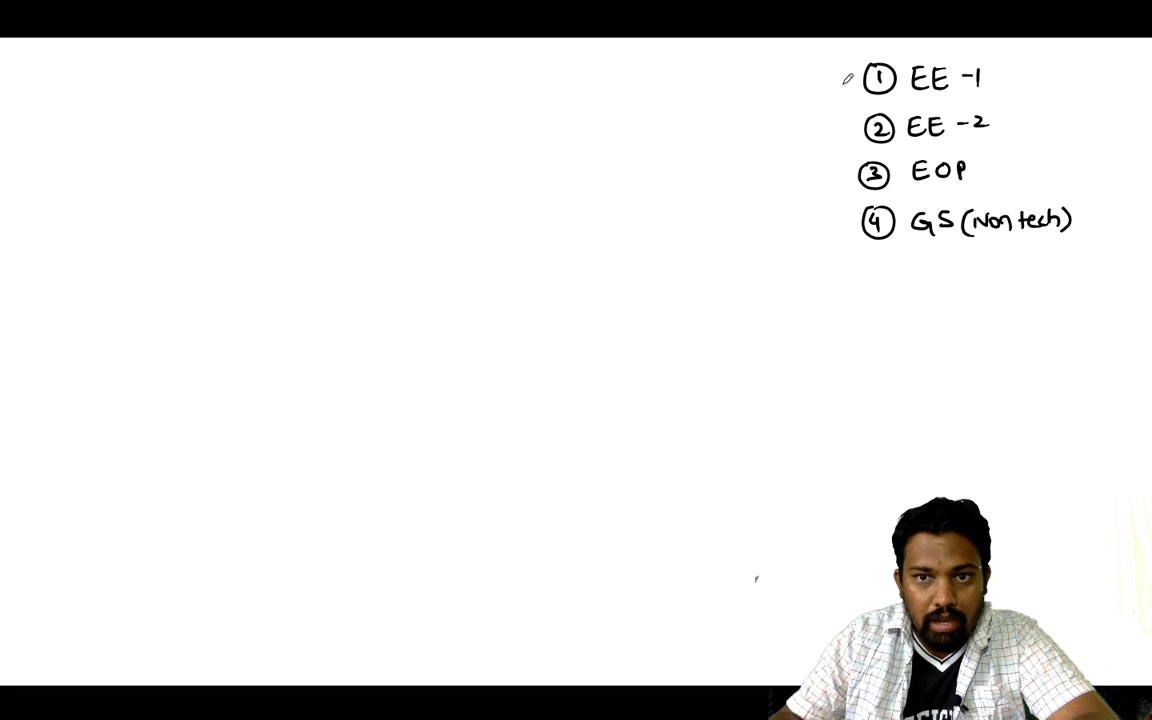 ① EE -1
② EE -2
③ EOP
④ GS (Non tech)